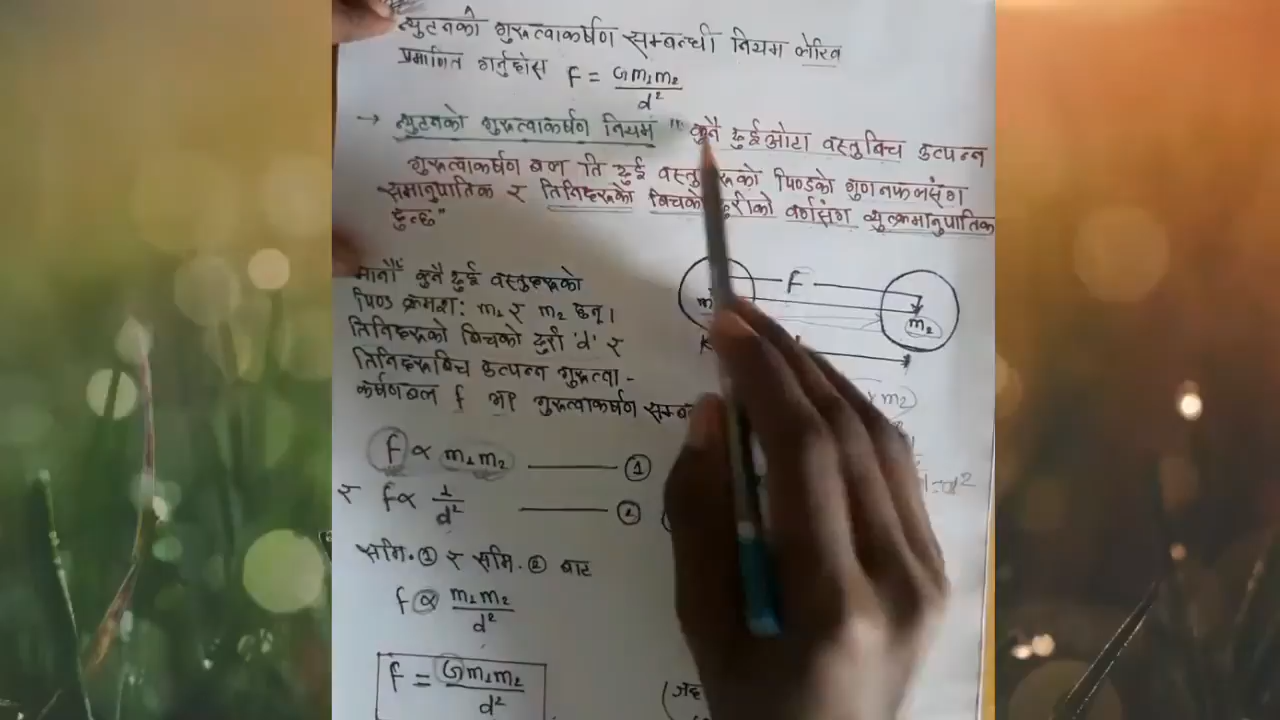 न्युटनको गुरुत्वाकर्षण सम्बन्धी नियम लेखि
प्रमाणित गर्नुहोस F = Gm₁m₂/d²
→ न्युटनको गुरुत्वाकर्षण नियम "कुनै दुईओटा वस्तुबिच उत्पन्न
गुरुत्वाकर्षण बल ति दुई वस्तुहरूको पिण्डको गुणनफलसंग
समानुपातिक र तिनिहरूको बिचको दुरीको वर्गसंग व्युत्क्रमानुपातिक
हुन्छ"
मानौँ कुनै दुई वस्तुहरूको
पिण्ड क्रमश: m₁ र m₂ छन्।
तिनिहरूको बिचको दुरी 'd' र
तिनिहरूबिच उत्पन्न गुरुत्वा-
कर्षणबल f भए गुरुत्वाकर्षण
F
m₂
f ∝ m₁m₂ ——— ①
र f ∝ 1/d² ——— ②
समि.① र समि.② बाट
f ∝ m₁m₂/d²
f = Gm₁m₂/d²